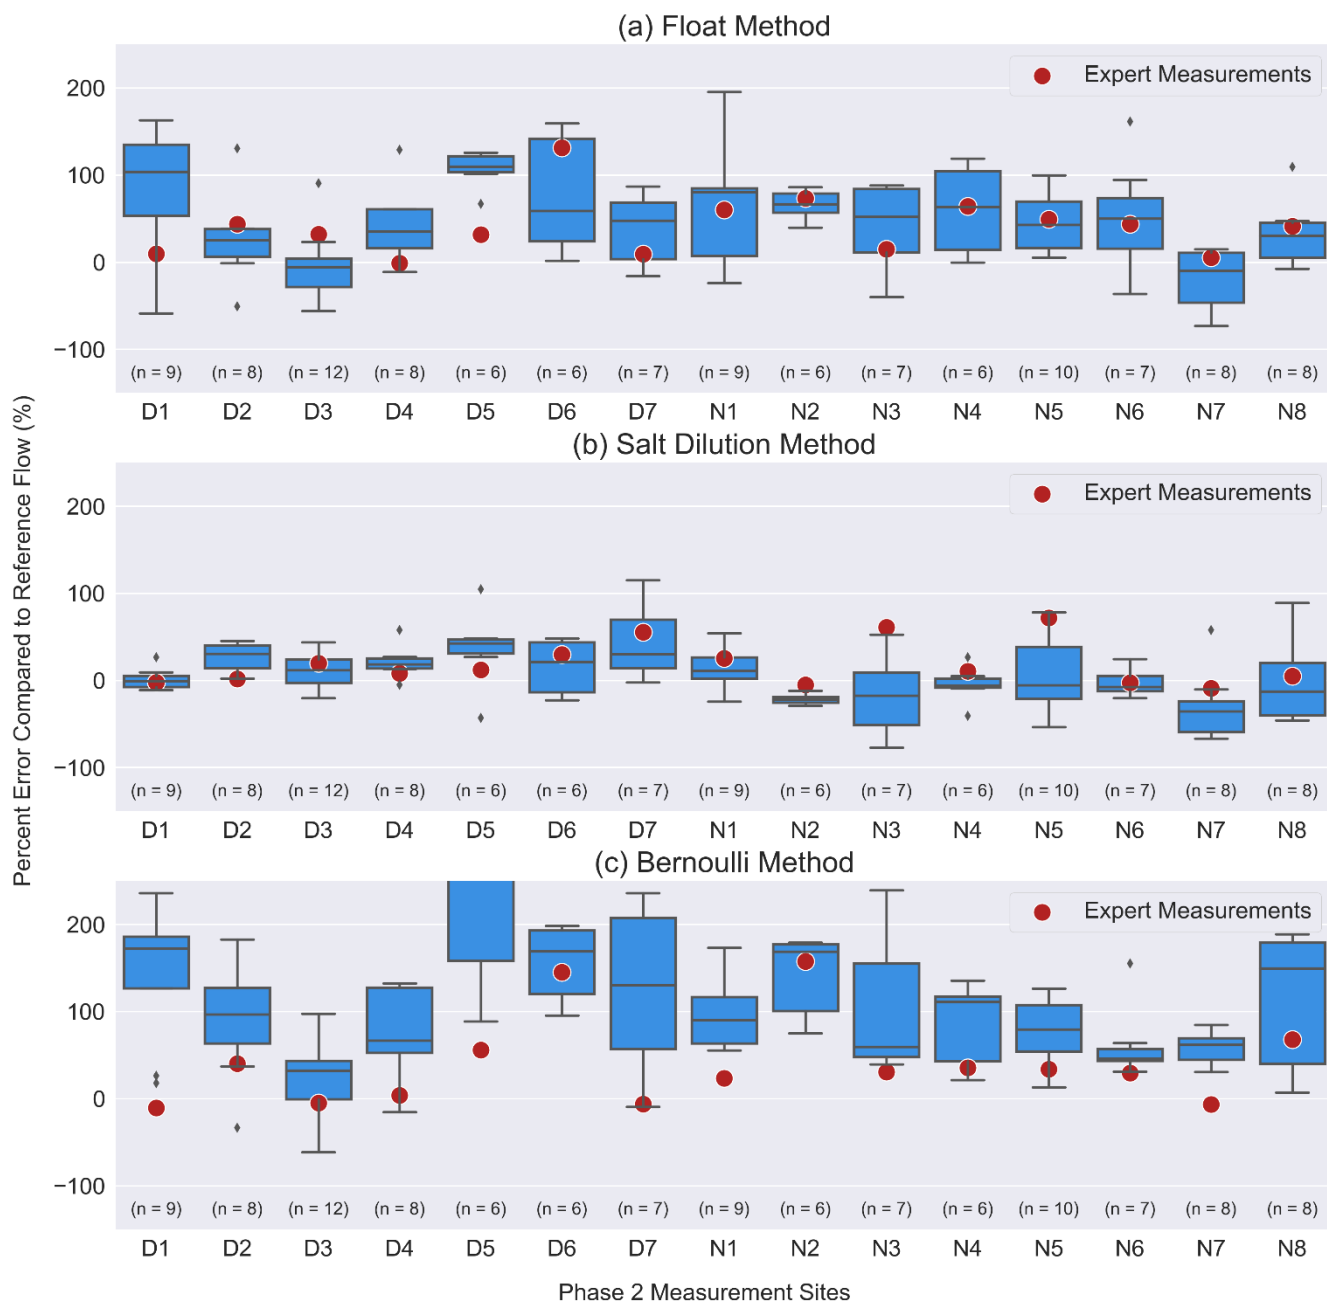 (a) Float Method
Expert Measurements
200
100
0
−100
(n = 9) (n = 8) (n = 12) (n = 8) (n = 6) (n = 6) (n = 7) (n = 9) (n = 6) (n = 7) (n = 6) (n = 10) (n = 7) (n = 8) (n = 8)
D1 D2 D3 D4 D5 D6 D7 N1 N2 N3 N4 N5 N6 N7 N8
(b) Salt Dilution Method
Expert Measurements
200
100
0
−100
(n = 9) (n = 8) (n = 12) (n = 8) (n = 6) (n = 6) (n = 7) (n = 9) (n = 6) (n = 7) (n = 6) (n = 10) (n = 7) (n = 8) (n = 8)
D1 D2 D3 D4 D5 D6 D7 N1 N2 N3 N4 N5 N6 N7 N8
(c) Bernoulli Method
Expert Measurements
200
100
0
−100
(n = 9) (n = 8) (n = 12) (n = 8) (n = 6) (n = 6) (n = 7) (n = 9) (n = 6) (n = 7) (n = 6) (n = 10) (n = 7) (n = 8) (n = 8)
D1 D2 D3 D4 D5 D6 D7 N1 N2 N3 N4 N5 N6 N7 N8
Percent Error Compared to Reference Flow (%)
Phase 2 Measurement Sites